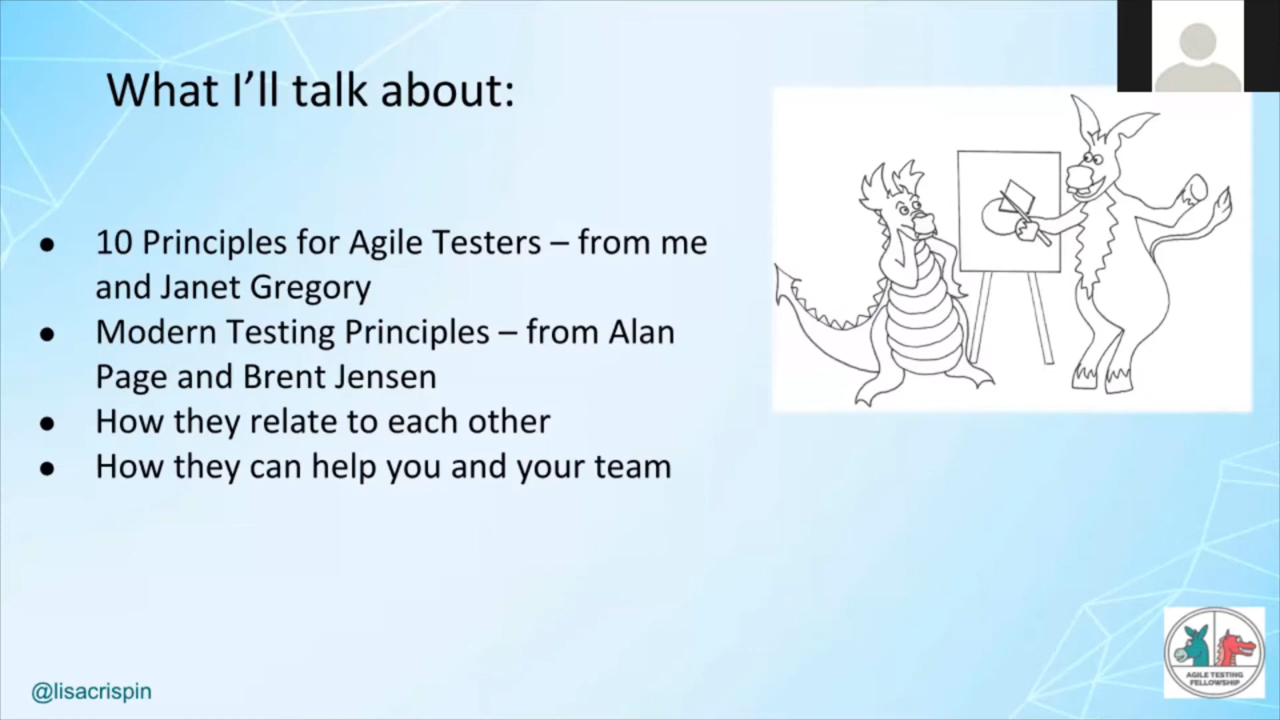 What I’ll talk about:
● 10 Principles for Agile Testers – from me
and Janet Gregory
● Modern Testing Principles – from Alan
Page and Brent Jensen
● How they relate to each other
● How they can help you and your team
AGILE TESTING
FELLOWSHIP
@lisacrispin